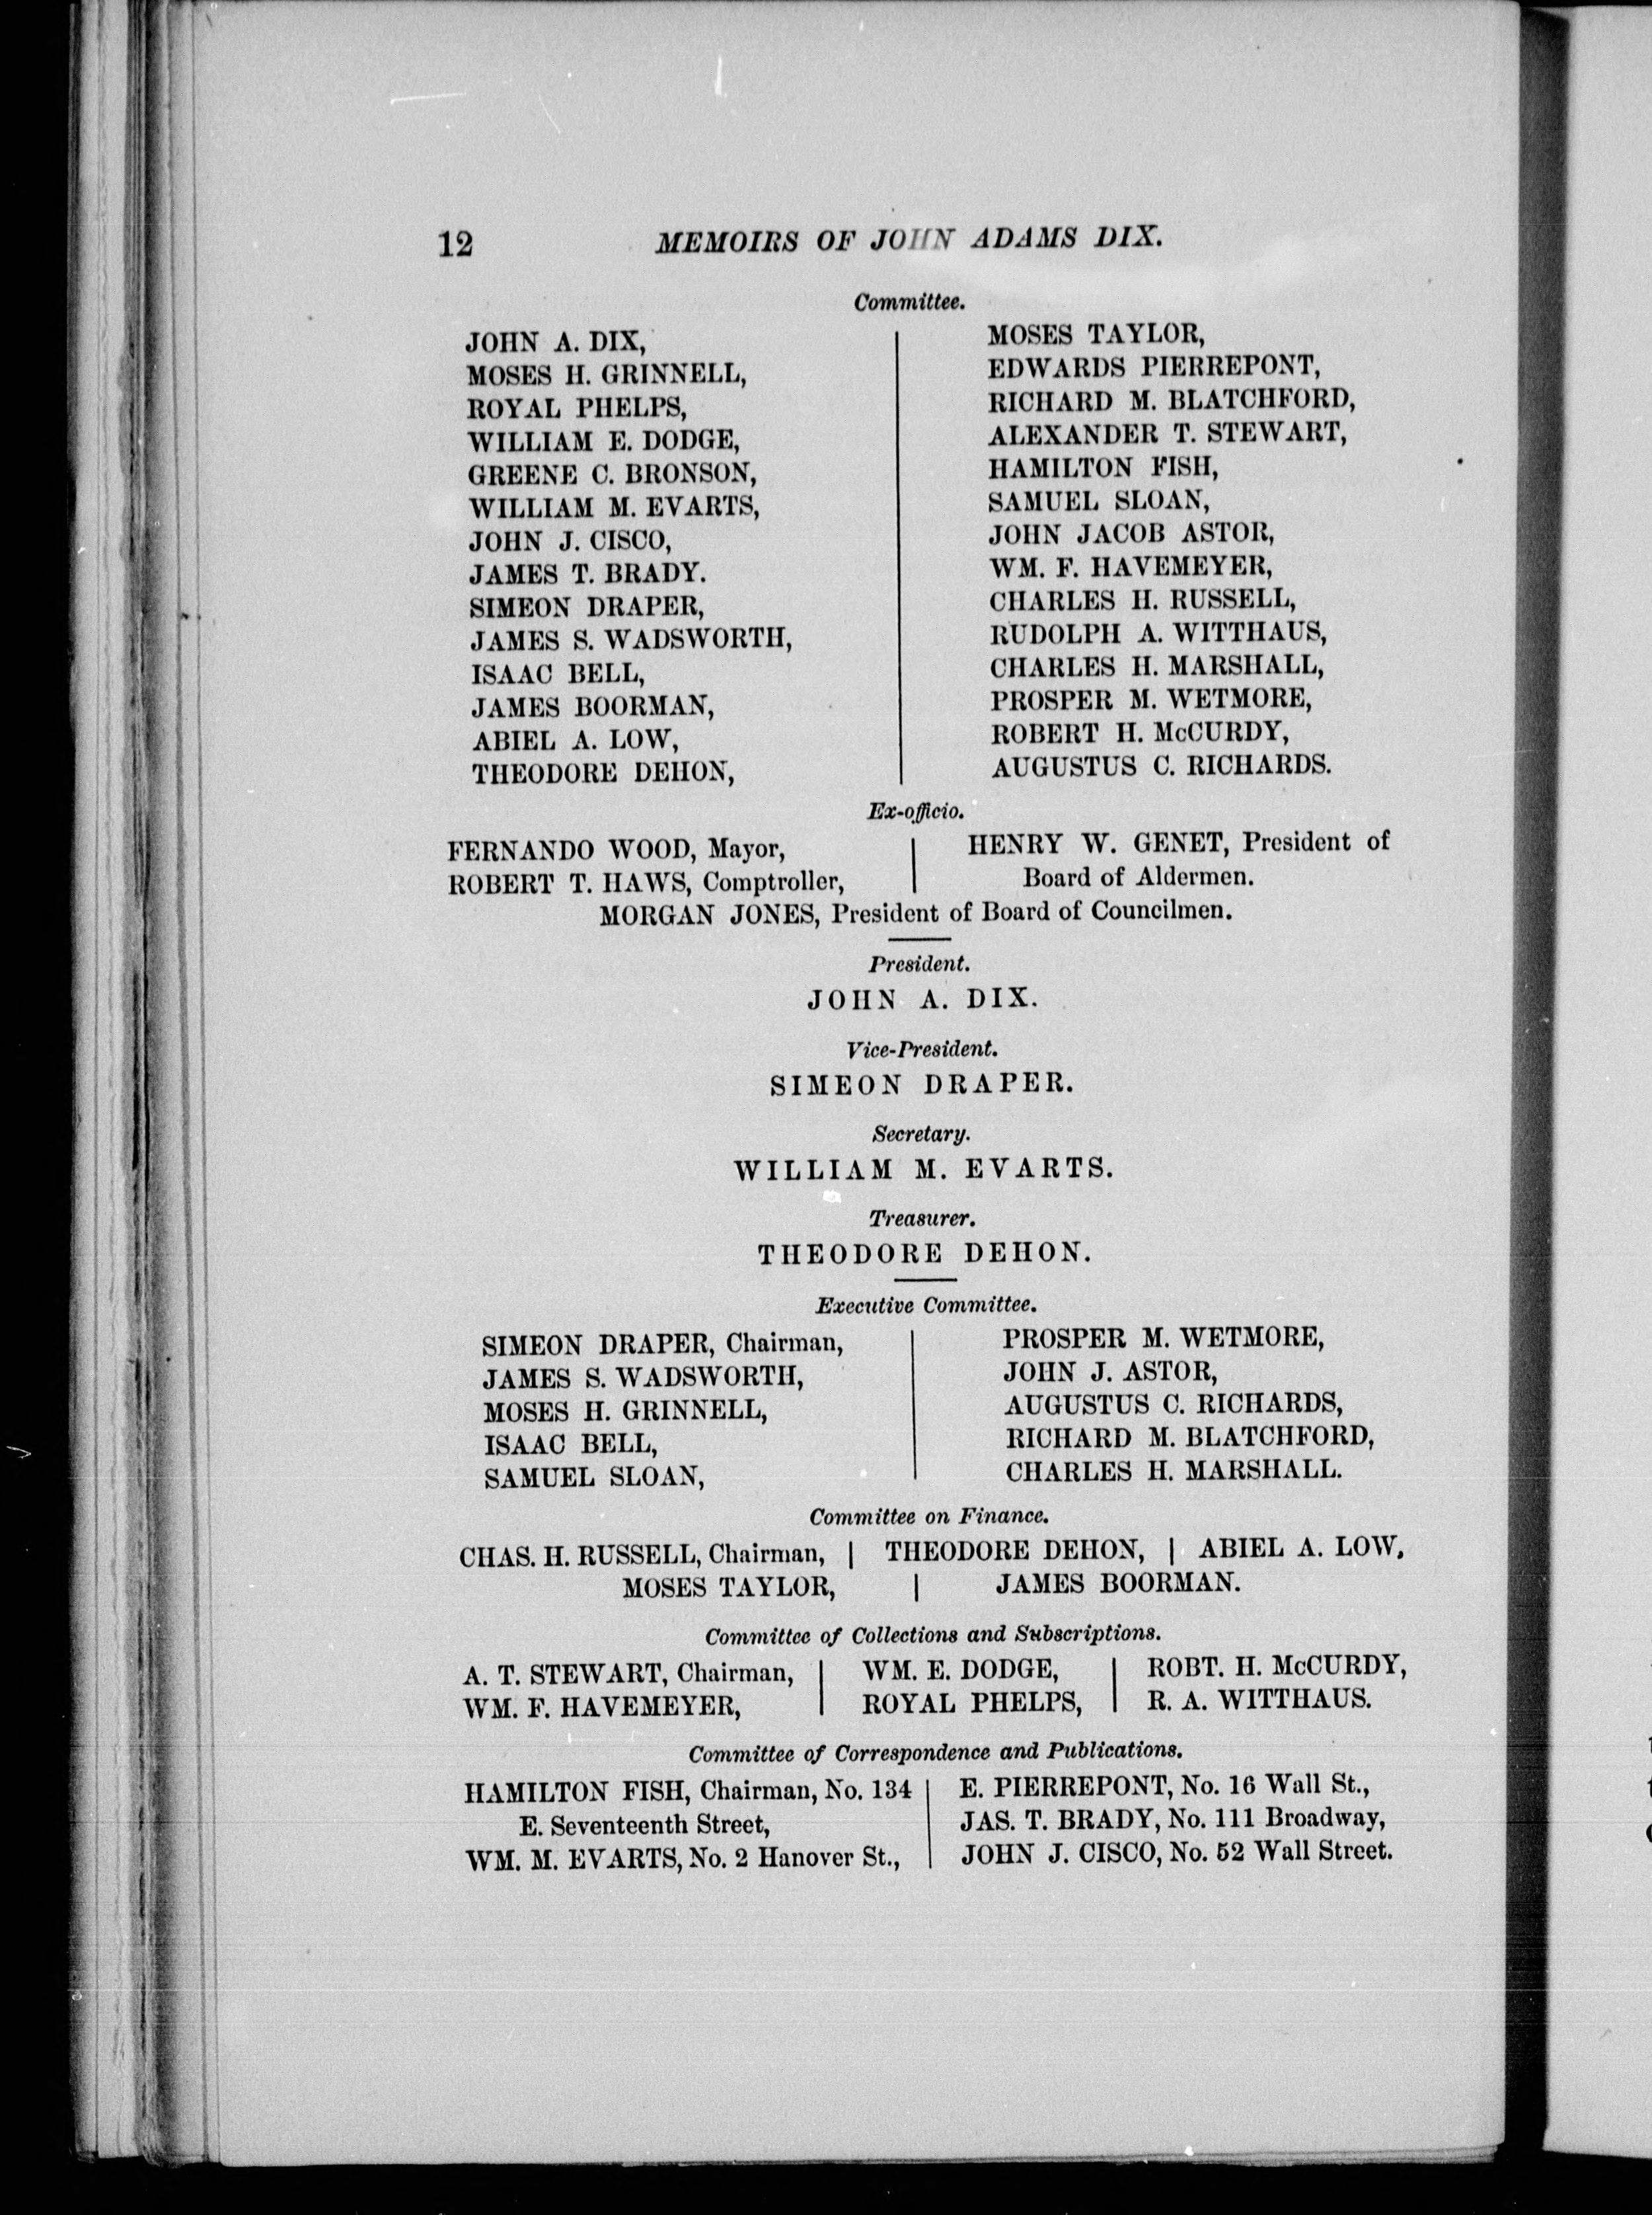 12 MEMOIRS OF JOHN ADAMS DIX.
Committee.
JOHN A. DIX,
MOSES H. GRINNELL,
ROYAL PHELPS,
WILLIAM E. DODGE,
GREENE C. BRONSON,
WILLIAM M. EVARTS,
JOHN J. CISCO,
JAMES T. BRADY.
SIMEON DRAPER,
JAMES S. WADSWORTH,
ISAAC BELL,
JAMES BOORMAN,
ABIEL A. LOW,
THEODORE DEHON,
MOSES TAYLOR,
EDWARDS PIERREPONT,
RICHARD M. BLATCHFORD,
ALEXANDER T. STEWART,
HAMILTON FISH,
SAMUEL SLOAN,
JOHN JACOB ASTOR,
WM. F. HAVEMEYER,
CHARLES H. RUSSELL,
RUDOLPH A. WITTHAUS,
CHARLES H. MARSHALL,
PROSPER M. WETMORE,
ROBERT H. McCURDY,
AUGUSTUS C. RICHARDS.
Ex-officio.
FERNANDO WOOD, Mayor,
ROBERT T. HAWS, Comptroller,
HENRY W. GENET, President of
Board of Aldermen.
MORGAN JONES, President of Board of Councilmen.
President.
JOHN A. DIX.
Vice-President.
SIMEON DRAPER.
Secretary.
WILLIAM M. EVARTS.
Treasurer.
THEODORE DEHON.
Executive Committee.
SIMEON DRAPER, Chairman,
JAMES S. WADSWORTH,
MOSES H. GRINNELL,
ISAAC BELL,
SAMUEL SLOAN,
PROSPER M. WETMORE,
JOHN J. ASTOR,
AUGUSTUS C. RICHARDS,
RICHARD M. BLATCHFORD,
CHARLES H. MARSHALL.
Committee on Finance.
CHAS. H. RUSSELL, Chairman, | THEODORE DEHON, | ABIEL A. LOW,
MOSES TAYLOR, | JAMES BOORMAN.
Committee of Collections and Subscriptions.
A. T. STEWART, Chairman,
WM. F. HAVEMEYER,
WM. E. DODGE,
ROYAL PHELPS,
ROBT. H. McCURDY,
R. A. WITTHAUS.
Committee of Correspondence and Publications.
HAMILTON FISH, Chairman, No. 134
E. Seventeenth Street,
WM. M. EVARTS, No. 2 Hanover St.,
E. PIERREPONT, No. 16 Wall St.,
JAS. T. BRADY, No. 111 Broadway,
JOHN J. CISCO, No. 52 Wall Street.